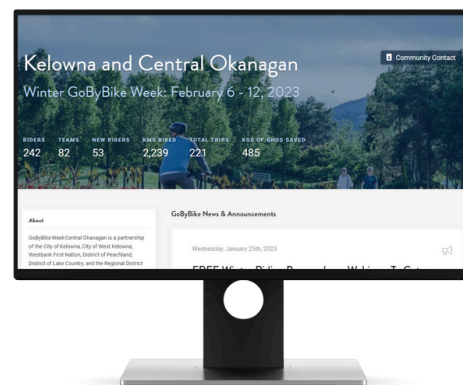 Kelowna and Central Okanagan
Community Contact
Winter GoByBike Week: February 6 - 12, 2023
RIDERS TEAMS NEW RIDERS KMS BIKED TOTAL TRIPS KGS OF GHGS SAVED
242 82 53 2,239 221 485
About
GoByBike Week Central Okanagan is a partnership
of the City of Kelowna, City of West Kelowna,
Westbank First Nation, District of Peachland,
District of Lake Country, and the Regional District
GoByBike News & Announcements
Wednesday, January 25th, 2023
FREE Winter Riding